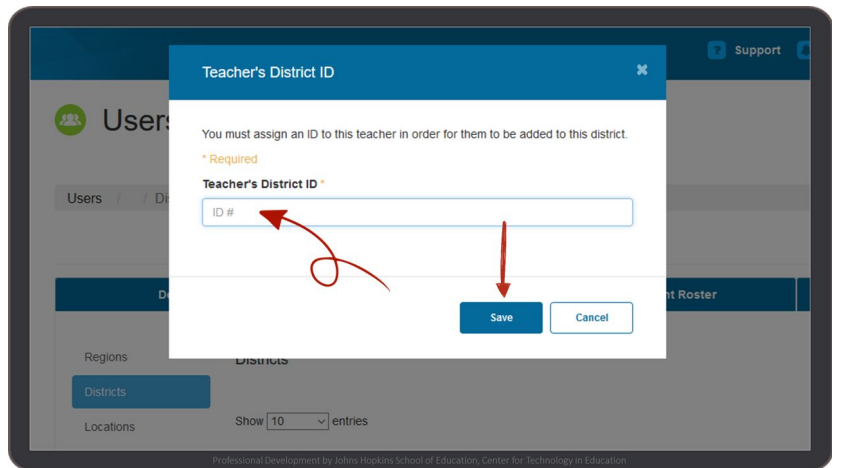 Support
Teacher's District ID
Users
You must assign an ID to this teacher in order for them to be added to this district.
* Required
Teacher's District ID *
Users / / Di
ID #
nt Roster
Save
Cancel
Regions
Districts
Districts
Locations
Show 10 entries
Professional Development by Johns Hopkins School of Education, Center for Technology in Education